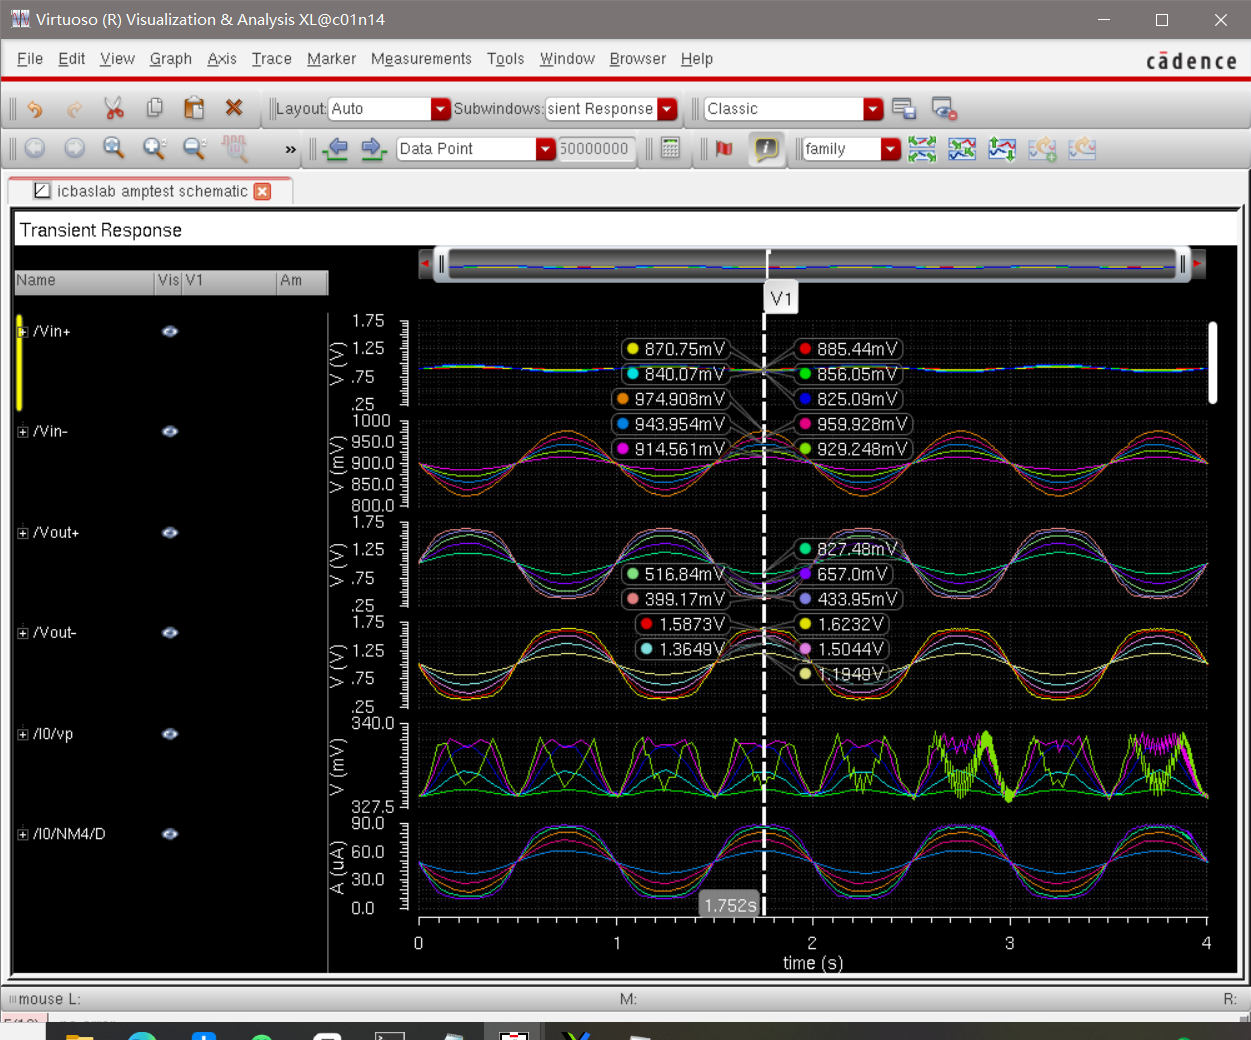 Virtuoso (R) Visualization & Analysis XL@c01n14
File Edit View Graph Axis Trace Marker Measurements Tools Window Browser Help
cādence
Layout: Auto Subwindows: sient Response Classic
» Data Point 50000000 family
icbaslab amptest schematic
Transient Response
Name Vis V1 Am
V1
/Vin+
/Vin-
/Vout+
/Vout-
/I0/vp
/I0/NM4/D
V (V)
1.75
1.25
.75
.25
V (mV)
1000
950.0
900.0
850.0
800.0
V (V)
1.75
1.25
.75
.25
V (V)
1.75
1.25
.75
.25
V (mV)
340.0
327.5
A (uA)
90.0
60.0
30.0
0.0
870.75mV 885.44mV
840.07mV 856.05mV
974.908mV 825.09mV
943.954mV 959.928mV
914.561mV 929.248mV
827.48mV
516.84mV 657.0mV
399.17mV 433.95mV
1.5873V 1.6232V
1.3649V 1.5044V
1.1949V
1.752s
0 1 2 3 4
time (s)
mouse L: M: R: